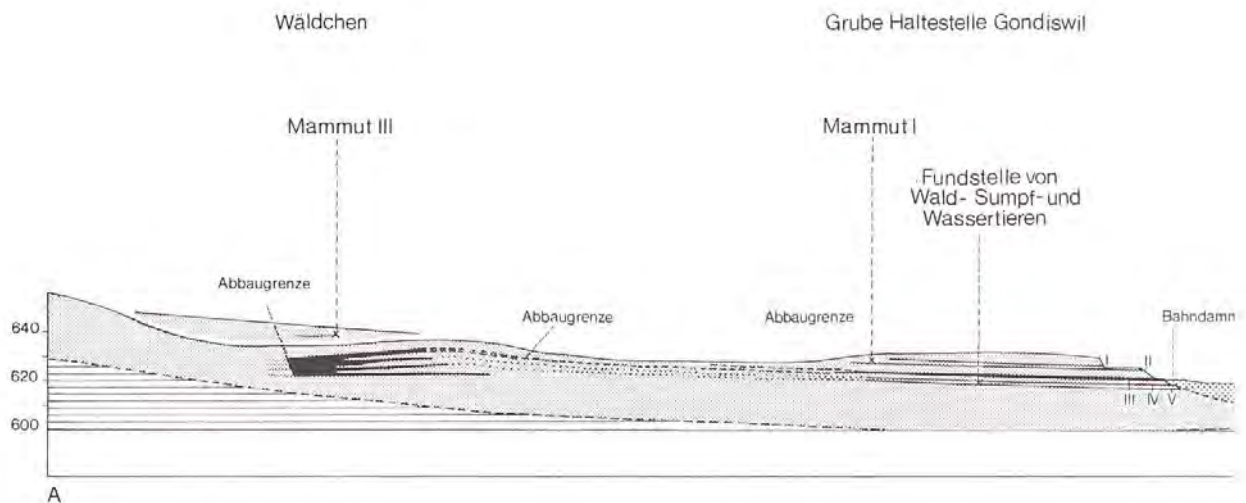 Wäldchen
Grube Haltestelle Gondiswil
Mammut III
Mammut I
Fundstelle von
Wald- Sumpf- und
Wassertieren
Abbaugrenze
Abbaugrenze
Abbaugrenze
Bahndamm
640
620
600
I
II
III
IV
V
A